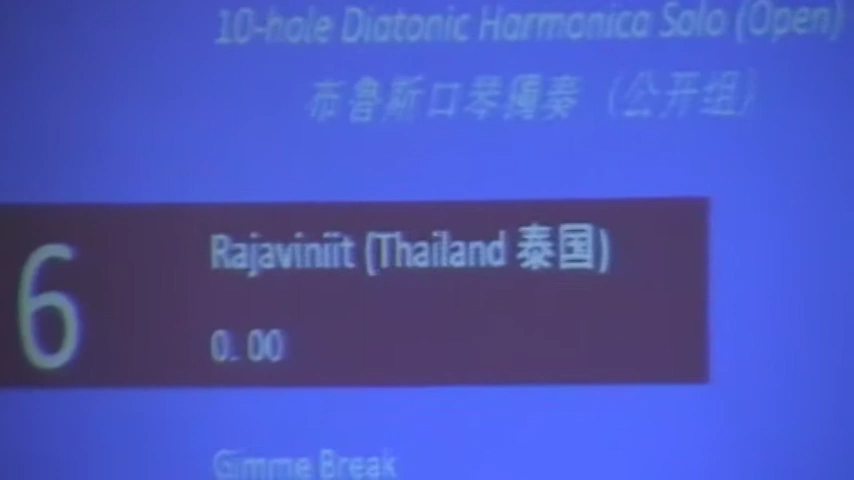 10-hole Diatonic Harmonica Solo (Open)
布鲁斯口琴獨奏 (公开组)
6
Rajaviniit (Thailand 泰国)
0. 00
Gimme Break